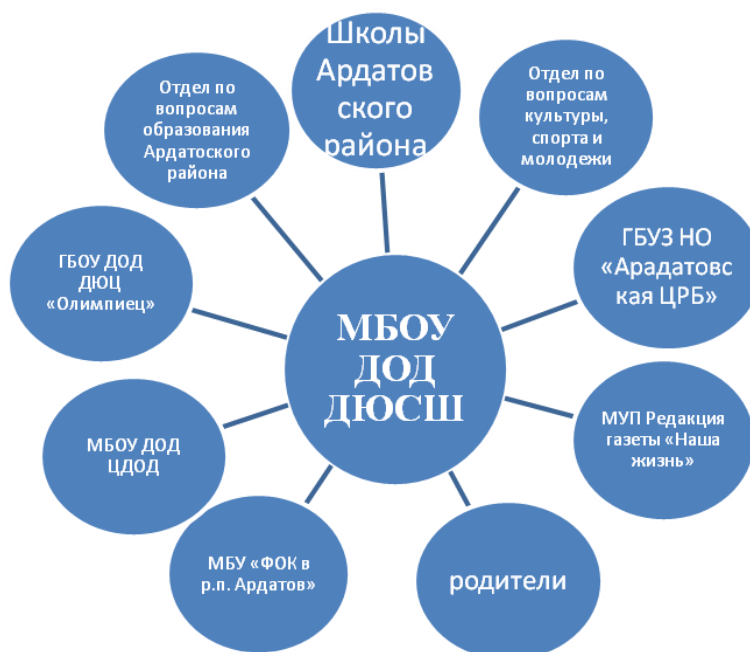 Школы
Ардатов
ского
района
Отдел по
вопросам
культуры,
спорта и
молодежи
ГБУЗ НО
«Арадатовс
кая ЦРБ»
МУП Редакция
газеты «Наша
жизнь»
родители
МБУ «ФОК в
р.п. Ардатов»
МБОУ ДОД
ЦДОД
ГБОУ ДОД
ДЮЦ
«Олимпиец»
Отдел по
вопросам
образования
Ардатоского
района
МБОУ
ДОД
ДЮСШ